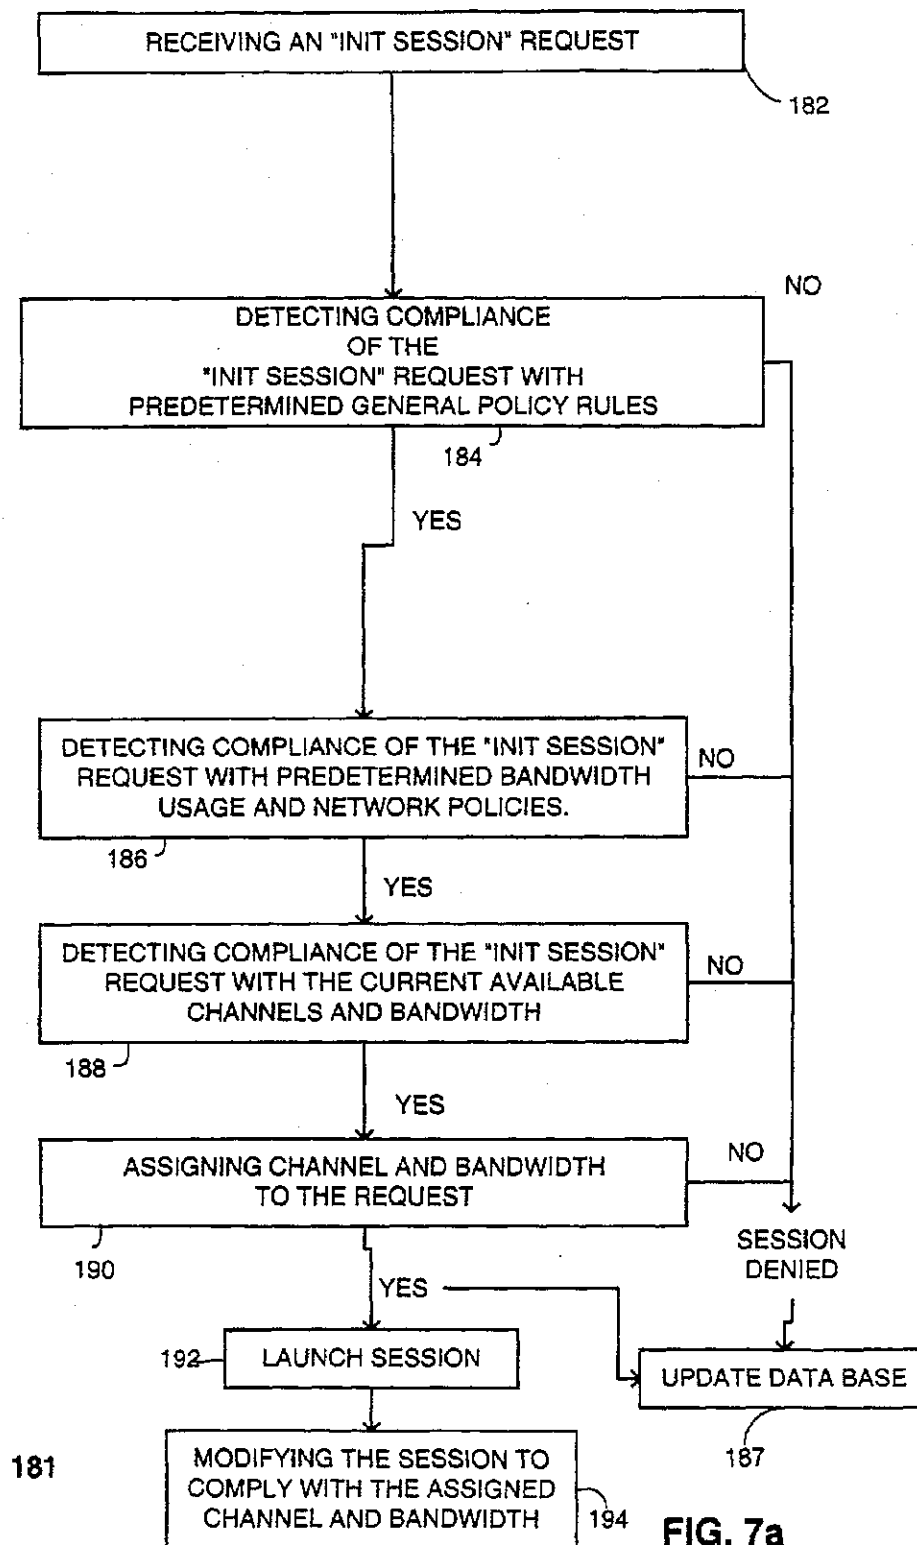 RECEIVING AN "INIT SESSION" REQUEST
182
NO
DETECTING COMPLIANCE
OF THE
"INIT SESSION" REQUEST WITH
PREDETERMINED GENERAL POLICY RULES
184
YES
DETECTING COMPLIANCE OF THE "INIT SESSION"
REQUEST WITH PREDETERMINED BANDWIDTH
USAGE AND NETWORK POLICIES.
NO
186
YES
DETECTING COMPLIANCE OF THE "INIT SESSION"
REQUEST WITH THE CURRENT AVAILABLE
CHANNELS AND BANDWIDTH
NO
188
YES
ASSIGNING CHANNEL AND BANDWIDTH
TO THE REQUEST
NO
190
SESSION
DENIED
YES
192
LAUNCH SESSION
UPDATE DATA BASE
187
181
MODIFYING THE SESSION TO
COMPLY WITH THE ASSIGNED
CHANNEL AND BANDWIDTH
194
FIG. 7a